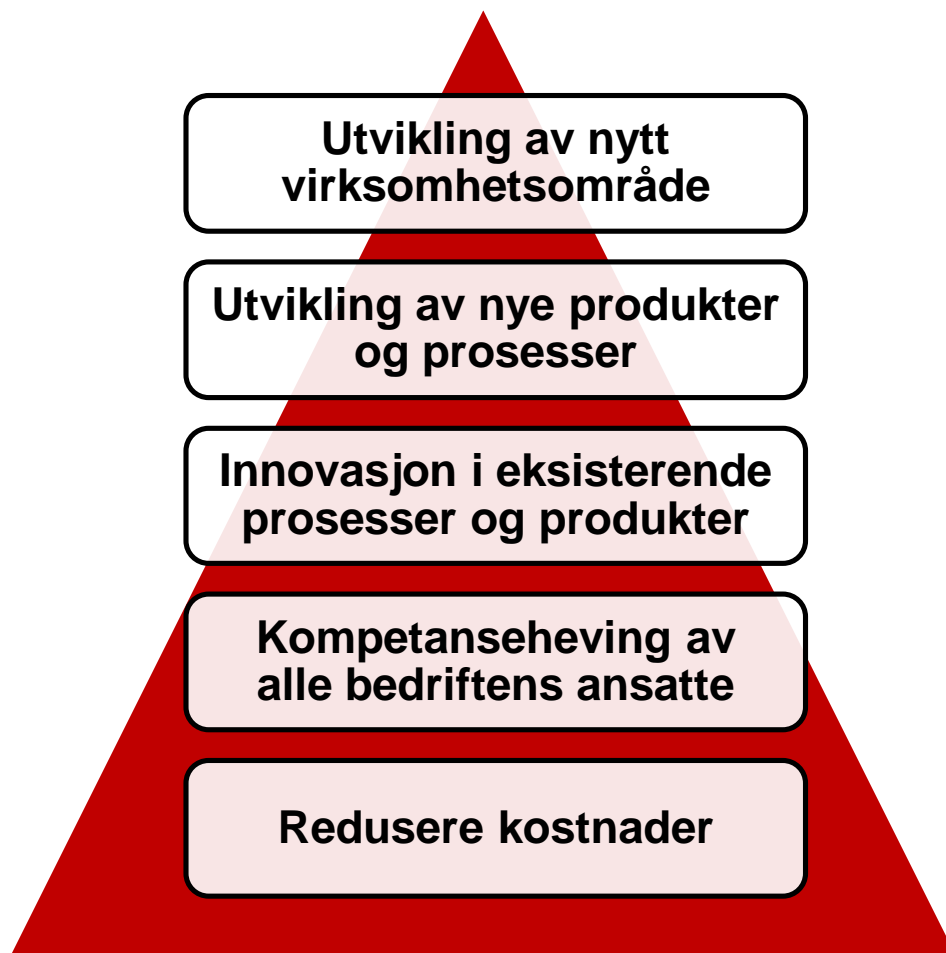 Utvikling av nytt
virksomhetsområde
Utvikling av nye produkter
og prosesser
Innovasjon i eksisterende
prosesser og produkter
Kompetanseheving av
alle bedriftens ansatte
Redusere kostnader